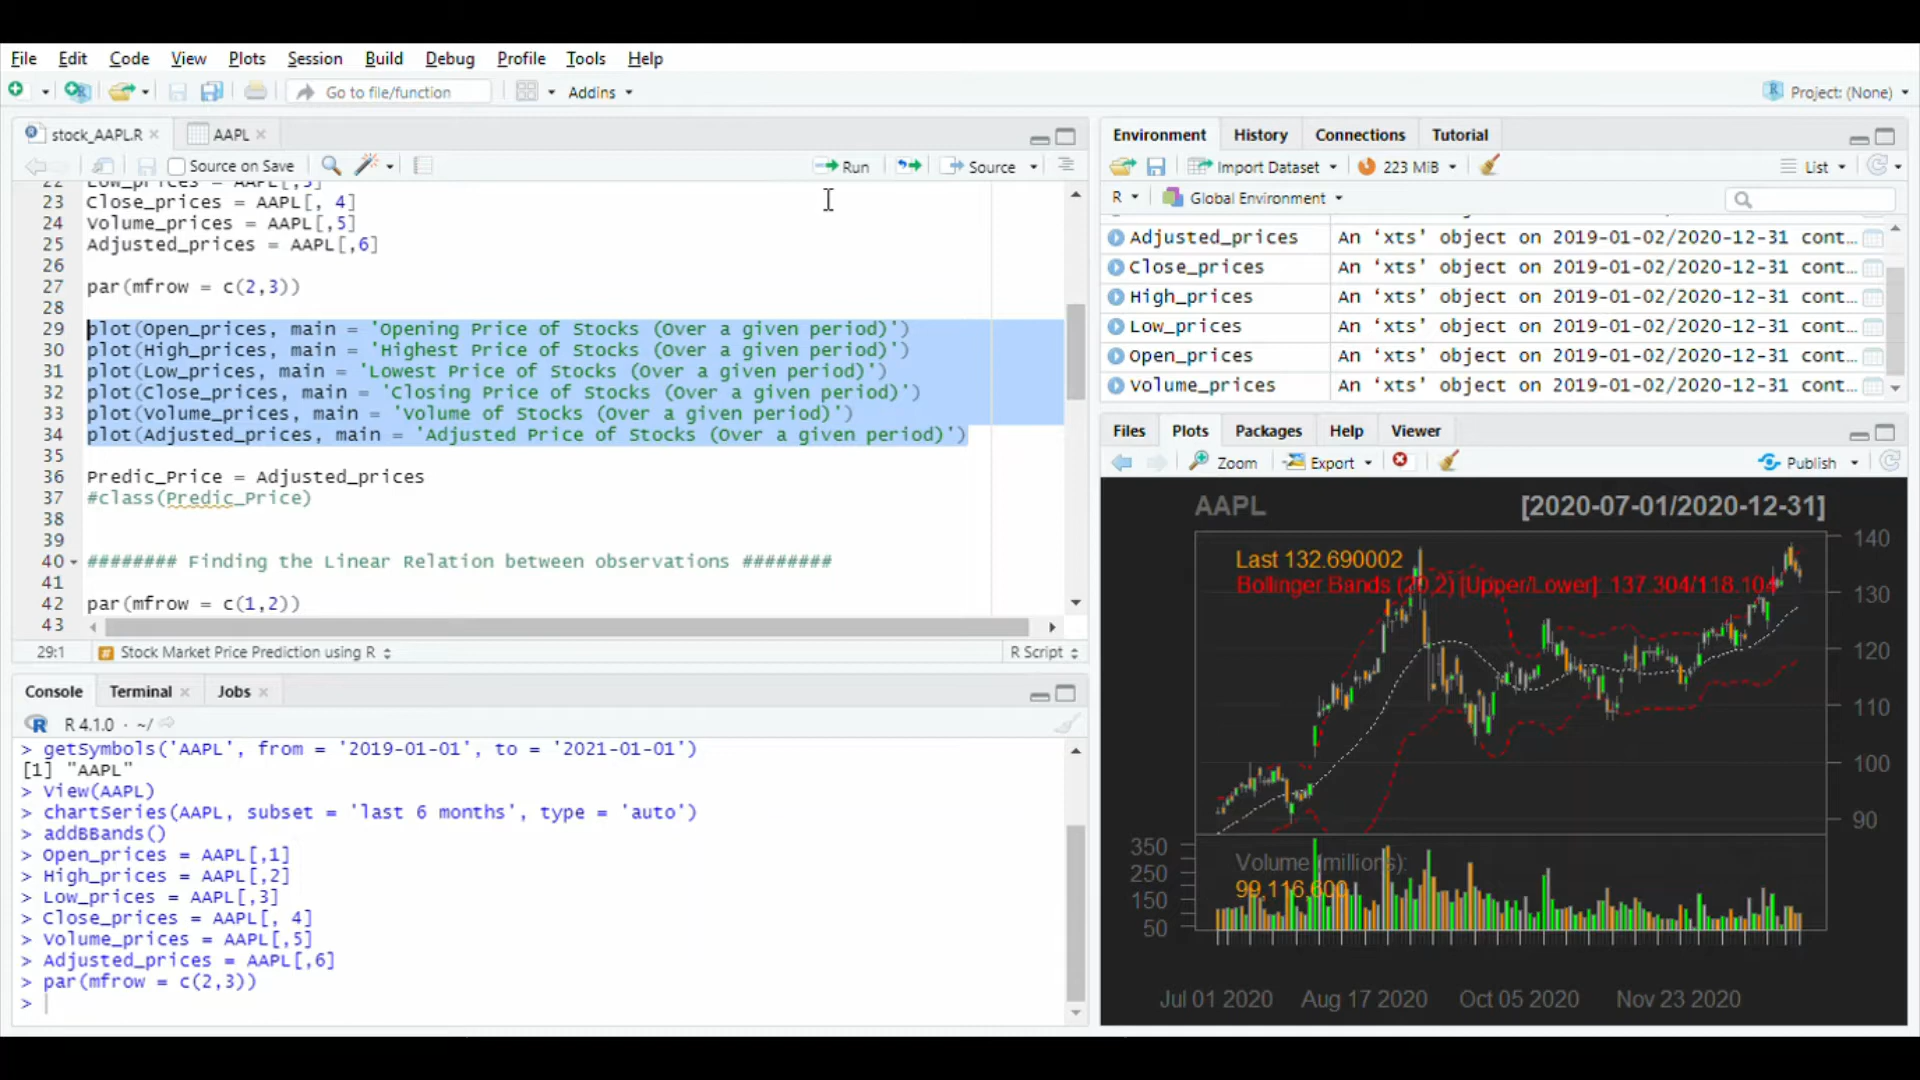 File Edit Code View Plots Session Build Debug Profile Tools Help
Go to file/function Addins Project: (None)
stock_AAPL.R AAPL
Source on Save Run Source
22 Low_prices = AAPL[,3]
23 Close_prices = AAPL[, 4]
24 Volume_prices = AAPL[,5]
25 Adjusted_prices = AAPL[,6]
26
27 par(mfrow = c(2,3))
28
29 plot(Open_prices, main = 'Opening Price of Stocks (Over a given period)')
30 plot(High_prices, main = 'Highest Price of Stocks (Over a given period)')
31 plot(Low_prices, main = 'Lowest Price of Stocks (Over a given period)')
32 plot(Close_prices, main = 'Closing Price of Stocks (Over a given period)')
33 plot(Volume_prices, main = 'Volume of Stocks (Over a given period)')
34 plot(Adjusted_prices, main = 'Adjusted Price of Stocks (Over a given period)')
35
36 Predic_Price = Adjusted_prices
37 #class(Predic_Price)
38
39
40 ######## Finding the Linear Relation between observations ########
41
42 par(mfrow = c(1,2))
43
29:1 Stock Market Price Prediction using R R Script
Console Terminal Jobs
R 4.1.0 · ~/
> getSymbols('AAPL', from = '2019-01-01', to = '2021-01-01')
[1] "AAPL"
> View(AAPL)
> chartSeries(AAPL, subset = 'last 6 months', type = 'auto')
> addBBands()
> Open_prices = AAPL[,1]
> High_prices = AAPL[,2]
> Low_prices = AAPL[,3]
> Close_prices = AAPL[, 4]
> Volume_prices = AAPL[,5]
> Adjusted_prices = AAPL[,6]
> par(mfrow = c(2,3))
>
Environment History Connections Tutorial
Import Dataset 223 MiB List
R Global Environment
Adjusted_prices An ‘xts’ object on 2019-01-02/2020-12-31 cont…
Close_prices An ‘xts’ object on 2019-01-02/2020-12-31 cont…
High_prices An ‘xts’ object on 2019-01-02/2020-12-31 cont…
Low_prices An ‘xts’ object on 2019-01-02/2020-12-31 cont…
Open_prices An ‘xts’ object on 2019-01-02/2020-12-31 cont…
Volume_prices An ‘xts’ object on 2019-01-02/2020-12-31 cont…
Files Plots Packages Help Viewer
Zoom Export Publish
AAPL [2020-07-01/2020-12-31]
Last 132.690002
Bollinger Bands (20,2) [Upper/Lower]: 137.304/118.104
140
130
120
110
100
90
Volume (millions):
99,116,600
350
250
150
50
Jul 01 2020 Aug 17 2020 Oct 05 2020 Nov 23 2020